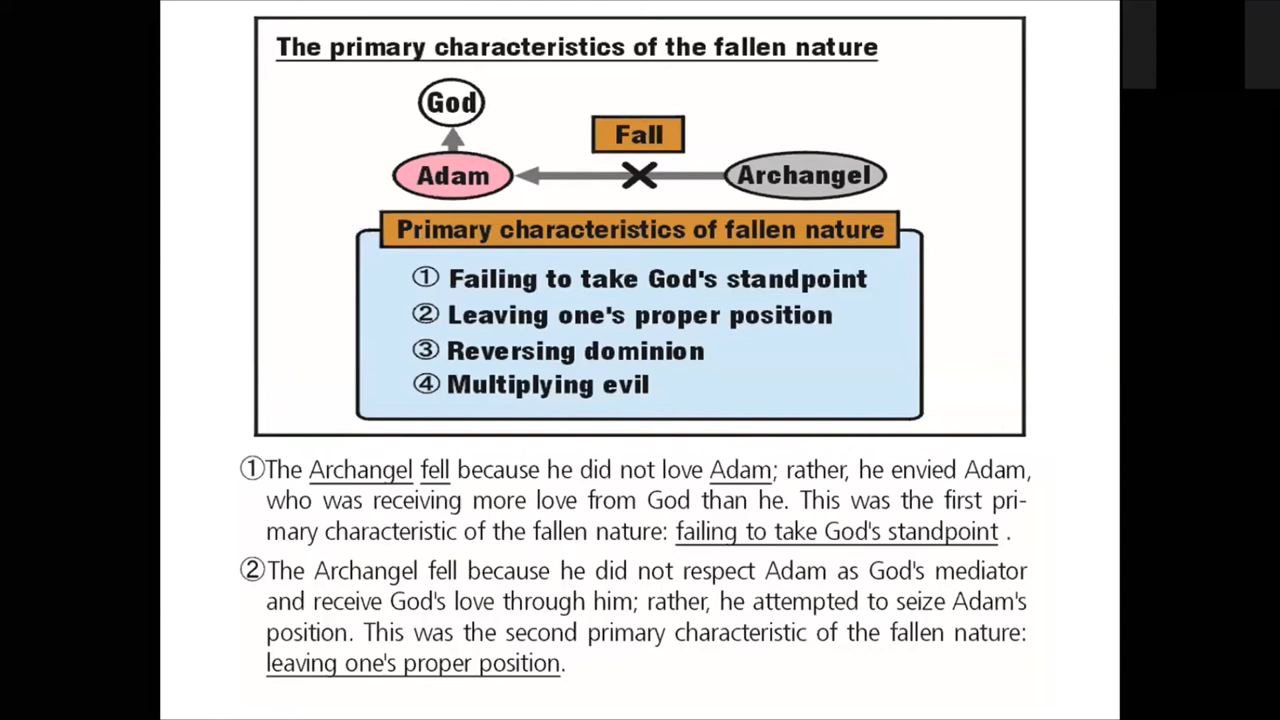 The primary characteristics of the fallen nature
God
Fall
Adam
Archangel
Primary characteristics of fallen nature
① Failing to take God's standpoint
② Leaving one's proper position
③ Reversing dominion
④ Multiplying evil
①The Archangel fell because he did not love Adam; rather, he envied Adam,
who was receiving more love from God than he. This was the first pri-
mary characteristic of the fallen nature: failing to take God's standpoint .
②The Archangel fell because he did not respect Adam as God's mediator
and receive God's love through him; rather, he attempted to seize Adam's
position. This was the second primary characteristic of the fallen nature:
leaving one's proper position.